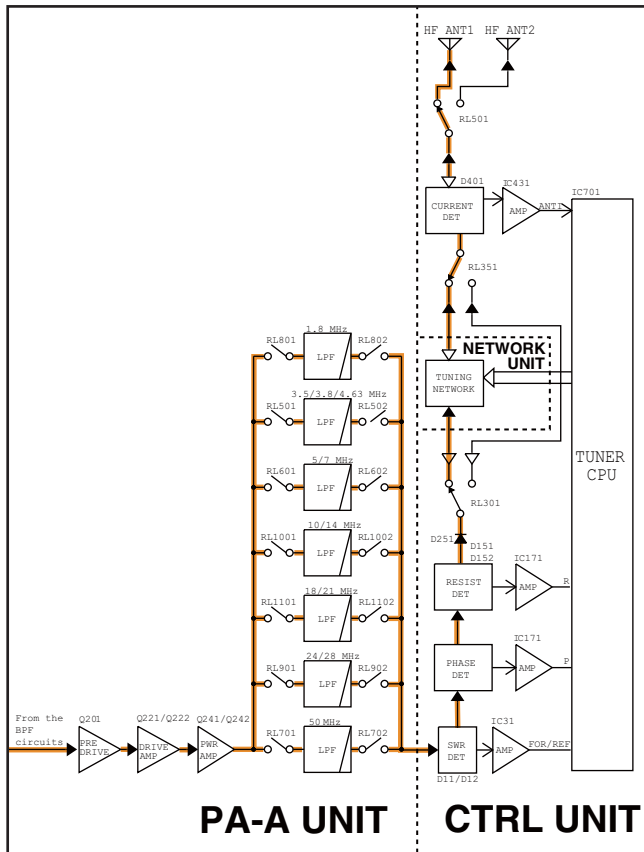 HF ANT1
HF ANT2
RL501
D401
IC431
IC701
CURRENT
DET
AMP
ANTI
RL351
1.8 MHz
RL801
LPF
RL802
NETWORK
UNIT
TUNING
NETWORK
3.5/3.8/4.63 MHz
RL501
LPF
RL502
TUNER
CPU
5/7 MHz
RL601
LPF
RL602
RL301
10/14 MHz
RL1001
LPF
RL1002
D251
D151
D152
IC171
RESIST
DET
AMP
R
18/21 MHz
RL1101
LPF
RL1102
IC171
PHASE
DET
AMP
P
24/28 MHz
RL901
LPF
RL902
From the
BPF
circuits
Q201
Q221/Q222
Q241/Q242
PRE
DRIVE
DRIVE
AMP
PWR
AMP
50 MHz
RL701
LPF
RL702
IC31
SWR
DET
AMP
FOR/REF
D11/D12
PA-A UNIT
CTRL UNIT